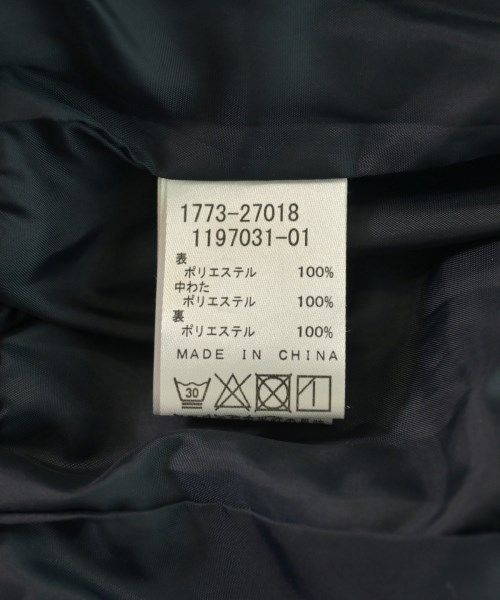 1773-27018
1197031-01
表
ポリエステル 100%
中わた
ポリエステル 100%
裏
ポリエステル 100%
MADE IN CHINA
30